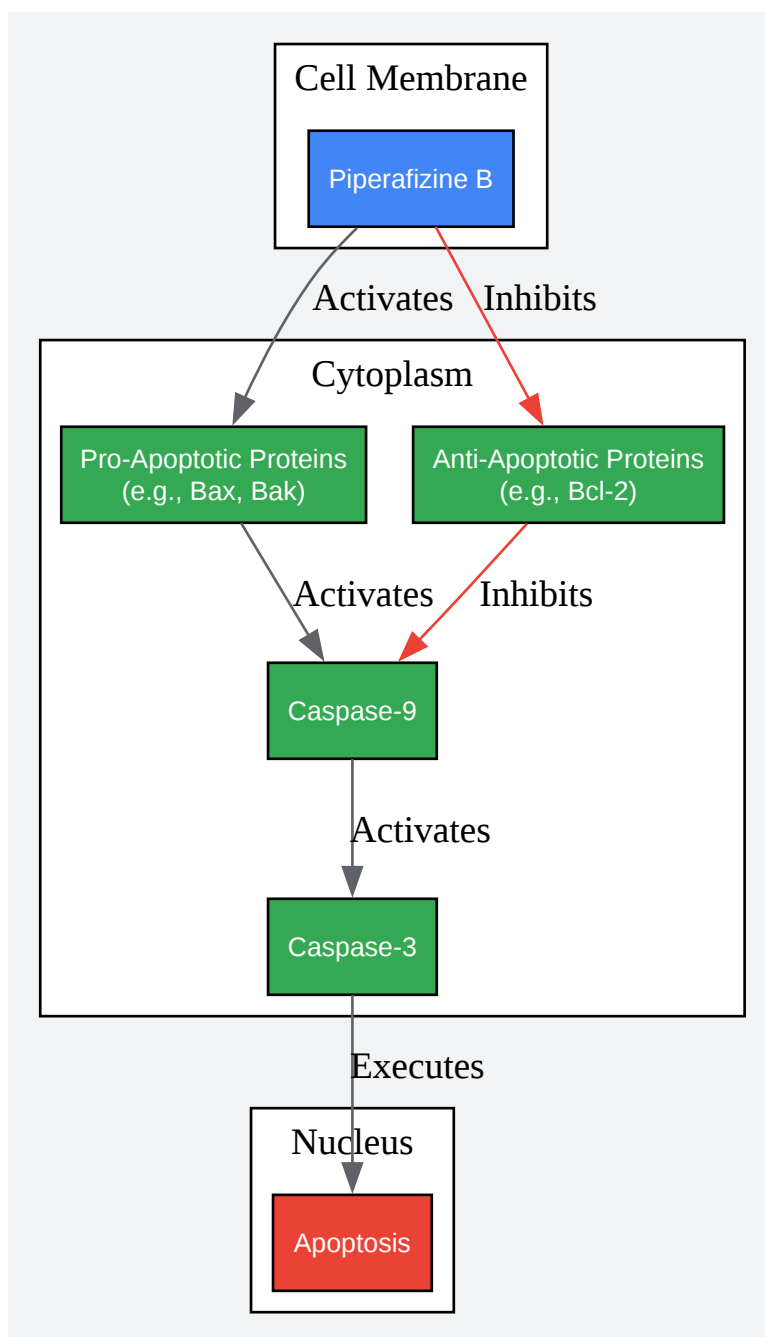 Cell Membrane
Piperafizine B
Activates
Inhibits
Cytoplasm
Pro-Apoptotic Proteins
(e.g., Bax, Bak)
Anti-Apoptotic Proteins
(e.g., Bcl-2)
Activates
Inhibits
Caspase-9
Activates
Caspase-3
Executes
Nucleus
Apoptosis